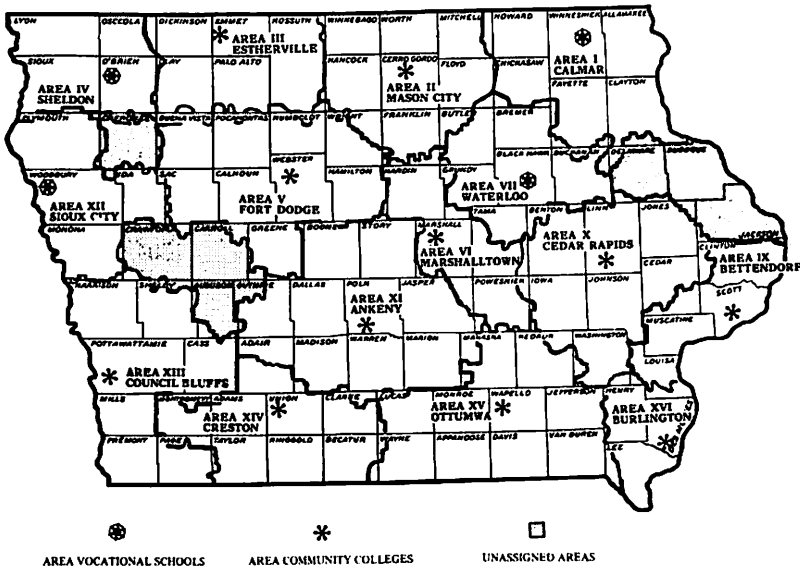 LYON OSCEOLA DICKINSON EMMET KOSSUTH WINNEBAGO WORTH MITCHELL HOWARD WINNESHIEK ALLAMAKEE
AREA III
ESTHERVILLE
AREA I
CALMAR
SIOUX O'BRIEN CLAY PALO ALTO HANCOCK CERRO GORDO FLOYD CHICKASAW
AREA IV
SHELDON
AREA II
MASON CITY
FAYETTE CLAYTON
PLYMOUTH BUENA VISTA POCAHONTAS HUMBOLDT WRIGHT FRANKLIN BUTLER BREMER
WEBSTER BLACK HAWK BUCHANAN DELAWARE DUBUQUE
WOODBURY IDA SAC CALHOUN HAMILTON HARDIN GRUNDY
AREA XII
SIOUX CITY
AREA V
FORT DODGE
AREA VII
WATERLOO
MONONA CRAWFORD CARROLL GREENE BOONE STORY MARSHALL TAMA BENTON LINN JONES JACKSON
AREA VI
MARSHALLTOWN
AREA X
CEDAR RAPIDS
CLINTON
CEDAR
AREA IX
BETTENDORF
HARRISON SHELBY AUDUBON GUTHRIE DALLAS POLK JASPER POWESHIEK IOWA JOHNSON
SCOTT
AREA XI
ANKENY
MUSCATINE
POTTAWATTAMIE CASS ADAIR MADISON WARREN MARION MAHASKA KEOKUK WASHINGTON
LOUISA
AREA XIII
COUNCIL BLUFFS
MILLS MONTGOMERY ADAMS UNION CLARKE LUCAS MONROE WAPELLO JEFFERSON HENRY
AREA XIV
CRESTON
AREA XV
OTTUMWA
AREA XVI
BURLINGTON
FREMONT PAGE TAYLOR RINGGOLD DECATUR WAYNE APPANOOSE DAVIS VAN BUREN LEE
AREA VOCATIONAL SCHOOLS AREA COMMUNITY COLLEGES UNASSIGNED AREAS